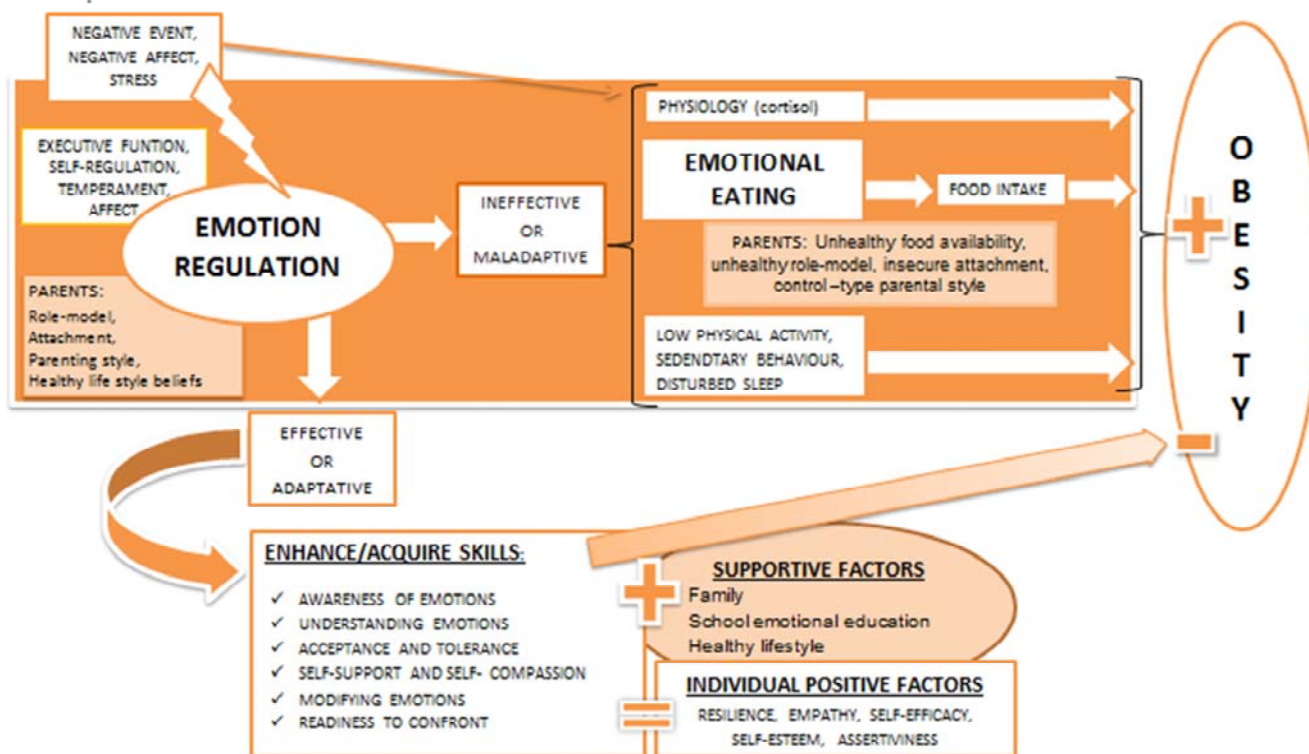 NEGATIVE EVENT,
NEGATIVE AFFECT,
STRESS
EXECUTIVE FUNTION,
SELF-REGULATION,
TEMPERAMENT,
AFFECT
EMOTION
REGULATION
PARENTS:
Role-model,
Attachment,
Parenting style,
Healthy life style beliefs
INEFFECTIVE
OR
MALADAPTIVE
PHYSIOLOGY (cortisol)
EMOTIONAL
EATING
FOOD INTAKE
PARENTS: Unhealthy food availability,
unhealthy role-model, insecure attachment,
control –type parental style
LOW PHYSICAL ACTIVITY,
SEDENDTARY BEHAVIOUR,
DISTURBED SLEEP
O
B
E
S
I
T
Y
EFFECTIVE
OR
ADAPTATIVE
ENHANCE/ACQUIRE SKILLS:
✓ AWARENESS OF EMOTIONS
✓ UNDERSTANDING EMOTIONS
✓ ACCEPTANCE AND TOLERANCE
✓ SELF-SUPPORT AND SELF- COMPASSION
✓ MODIFYING EMOTIONS
✓ READINESS TO CONFRONT
SUPPORTIVE FACTORS
Family
School emotional education
Healthy lifestyle
INDIVIDUAL POSITIVE FACTORS
RESILIENCE, EMPATHY, SELF-EFFICACY,
SELF-ESTEEM, ASSERTIVINESS